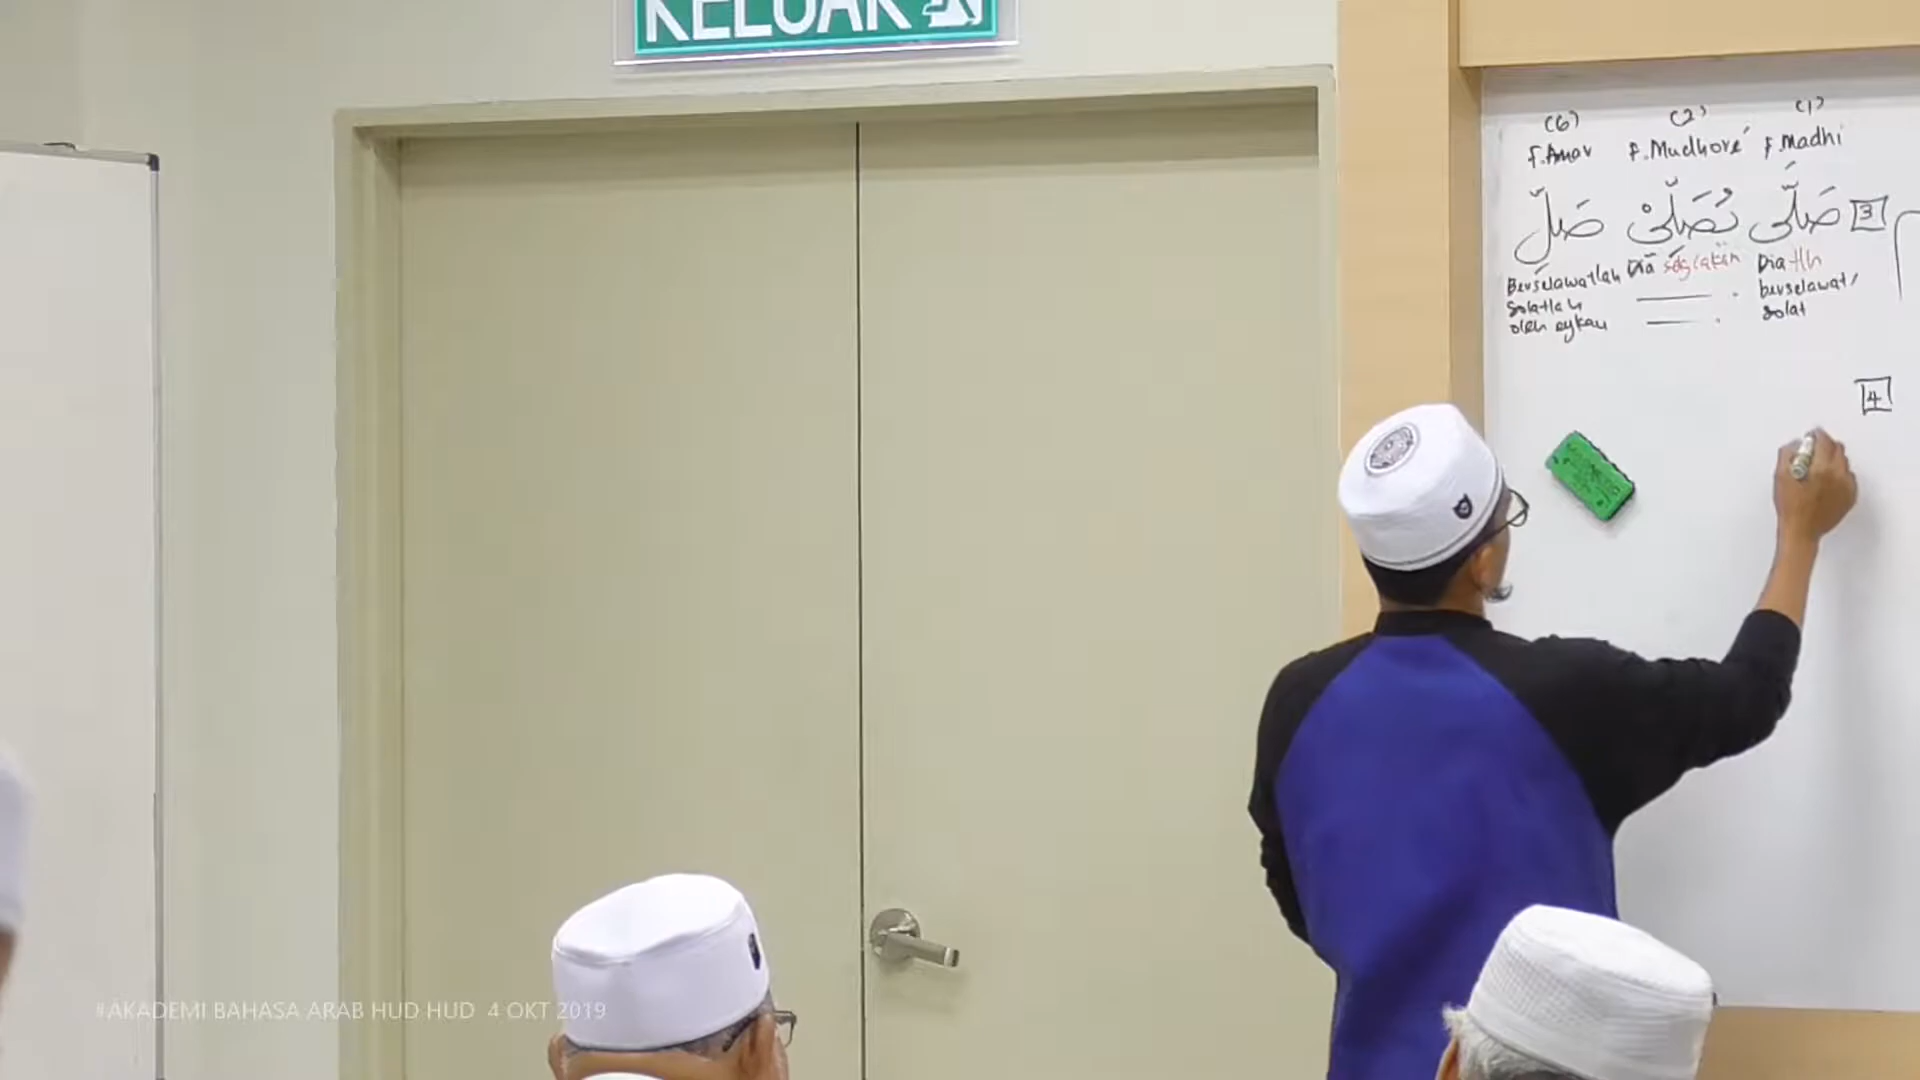 KELUAR
(6) (2) (1)
F.Amar F.Mudhore' F.Madhi
صَلِّ تُصَلِّيْ صَلَّى 3
Berselawatlah Dia sdg/akan Dia tlh
Solatlah berselawat/
oleh engkau solat
4
#AKADEMI BAHASA ARAB HUD HUD 4 OKT 2019